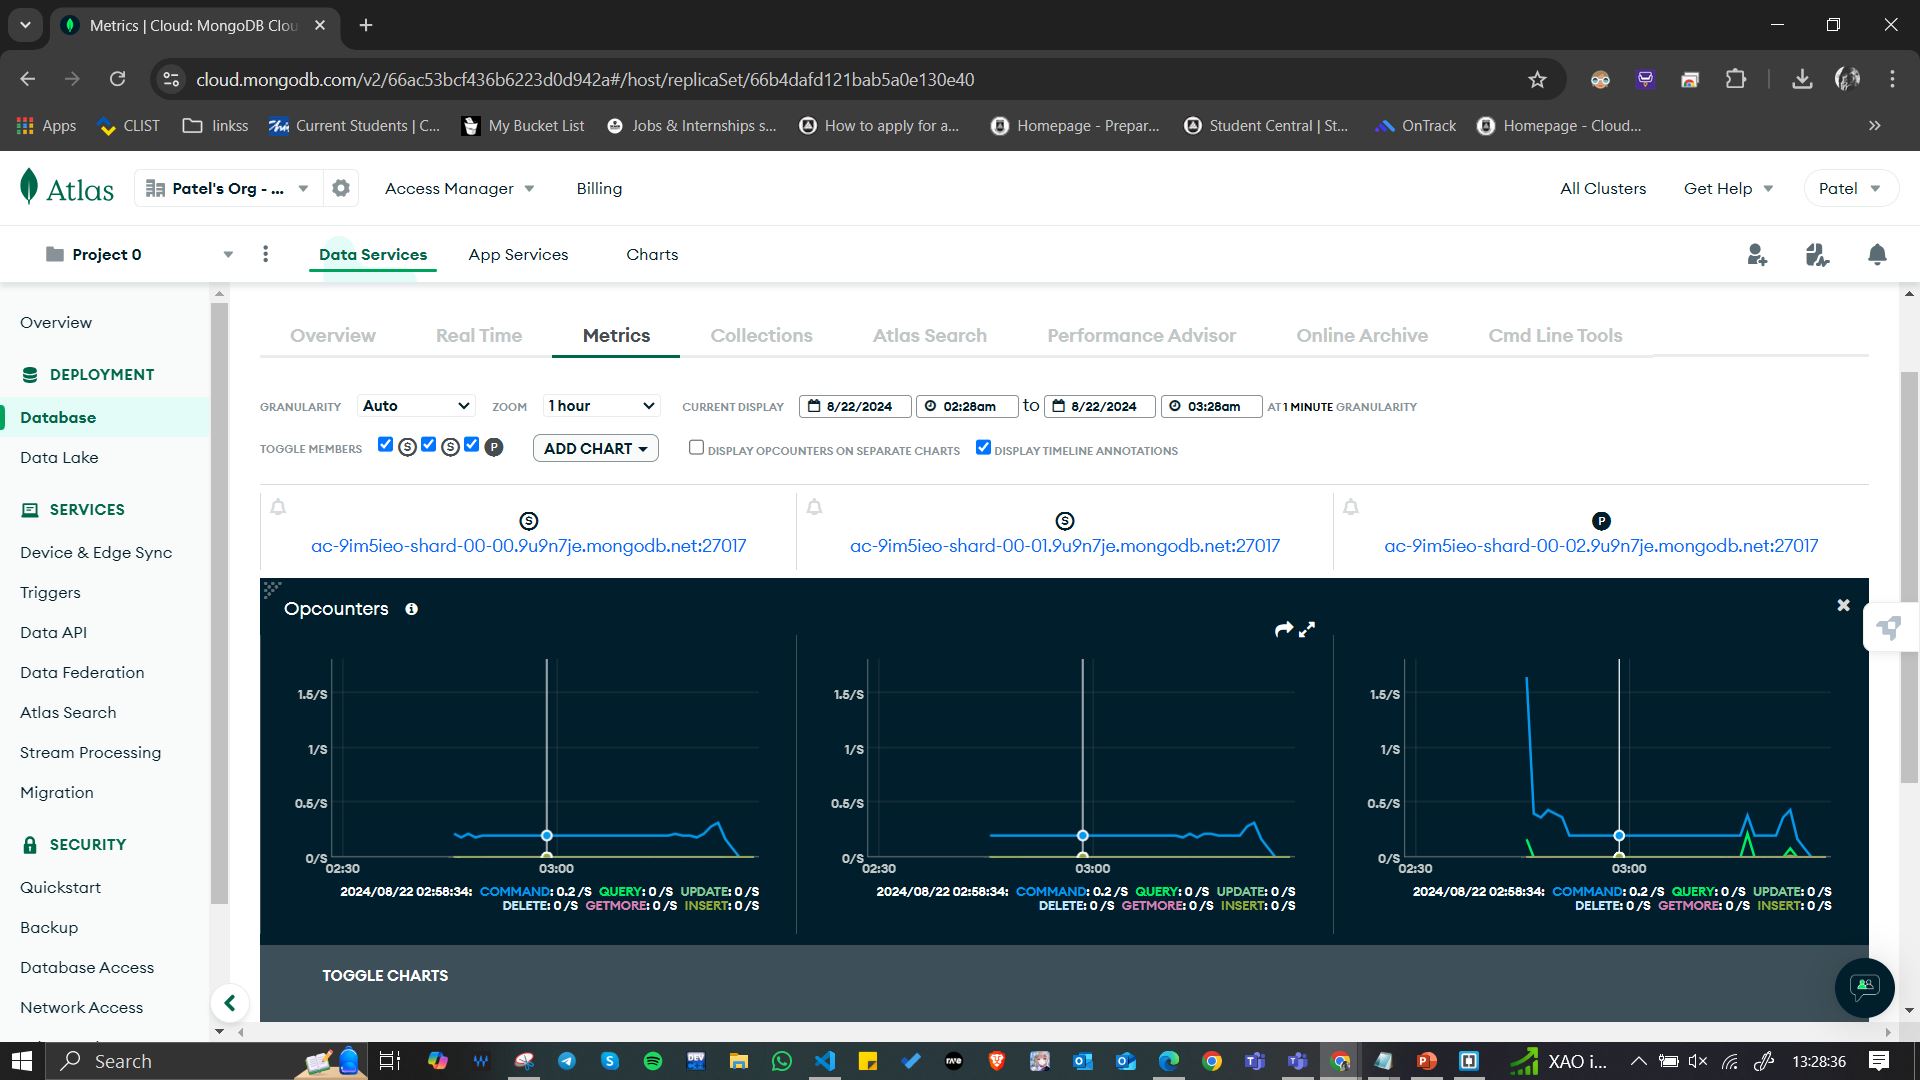 Metrics | Cloud: MongoDB Clou
cloud.mongodb.com/v2/66ac53bcf436b6223d0d942a#/host/replicaSet/66b4dafd121bab5a0e130e40
Apps CLIST linkss Current Students | C... My Bucket List Jobs & Internships s... How to apply for a... Homepage - Prepar... Student Central | St... OnTrack Homepage - Cloud...
Atlas Patel's Org - ... Access Manager Billing All Clusters Get Help Patel
Project 0 Data Services App Services Charts
Overview
DEPLOYMENT
Database
Data Lake
SERVICES
Device & Edge Sync
Triggers
Data API
Data Federation
Atlas Search
Stream Processing
Migration
SECURITY
Quickstart
Backup
Database Access
Network Access
Overview Real Time Metrics Collections Atlas Search Performance Advisor Online Archive Cmd Line Tools
GRANULARITY Auto ZOOM 1 hour CURRENT DISPLAY 8/22/2024 02:28am to 8/22/2024 03:28am AT 1 MINUTE GRANULARITY
TOGGLE MEMBERS S S P ADD CHART DISPLAY OPCOUNTERS ON SEPARATE CHARTS DISPLAY TIMELINE ANNOTATIONS
S S P
ac-9im5ieo-shard-00-00.9u9n7je.mongodb.net:27017 ac-9im5ieo-shard-00-01.9u9n7je.mongodb.net:27017 ac-9im5ieo-shard-00-02.9u9n7je.mongodb.net:27017
Opcounters
1.5/S 1.5/S 1.5/S
1/S 1/S 1/S
0.5/S 0.5/S 0.5/S
0/S 0/S 0/S
02:30 03:00 02:30 03:00 02:30 03:00
2024/08/22 02:58:34: COMMAND: 0.2 /S QUERY: 0 /S UPDATE: 0 /S
DELETE: 0 /S GETMORE: 0 /S INSERT: 0 /S
2024/08/22 02:58:34: COMMAND: 0.2 /S QUERY: 0 /S UPDATE: 0 /S
DELETE: 0 /S GETMORE: 0 /S INSERT: 0 /S
2024/08/22 02:58:34: COMMAND: 0.2 /S QUERY: 0 /S UPDATE: 0 /S
DELETE: 0 /S GETMORE: 0 /S INSERT: 0 /S
TOGGLE CHARTS
Search XAO i... 13:28:36